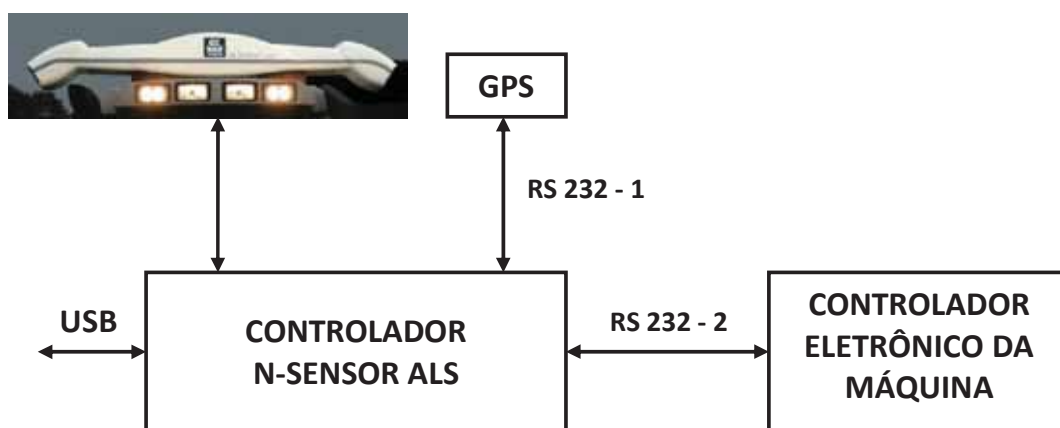 GPS
RS 232 - 1
USB
CONTROLADOR
N-SENSOR ALS
RS 232 - 2
CONTROLADOR
ELETRÔNICO DA
MÁQUINA